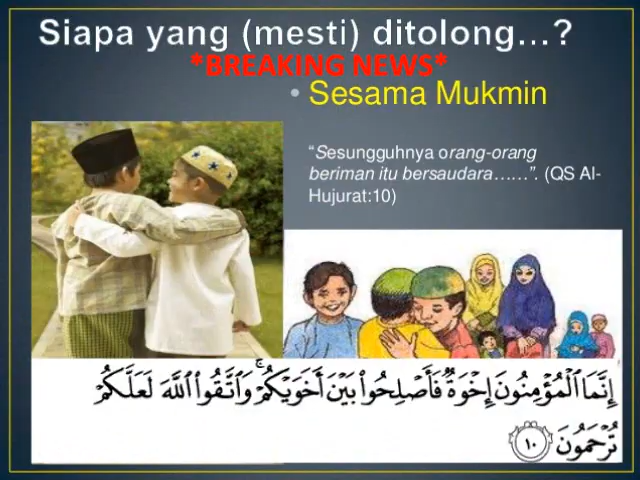 Siapa yang (mesti) ditolong...?
*BREAKING NEWS*
• Sesama Mukmin
“Sesungguhnya orang-orang
beriman itu bersaudara……”. (QS Al-
Hujurat:10)
إِنَّمَا ٱلْمُؤْمِنُونَ إِخْوَةٌ فَأَصْلِحُوا۟ بَيْنَ أَخَوَيْكُمْ ۚ وَٱتَّقُوا۟ ٱللَّهَ لَعَلَّكُمْ
تُرْحَمُونَ ١٠